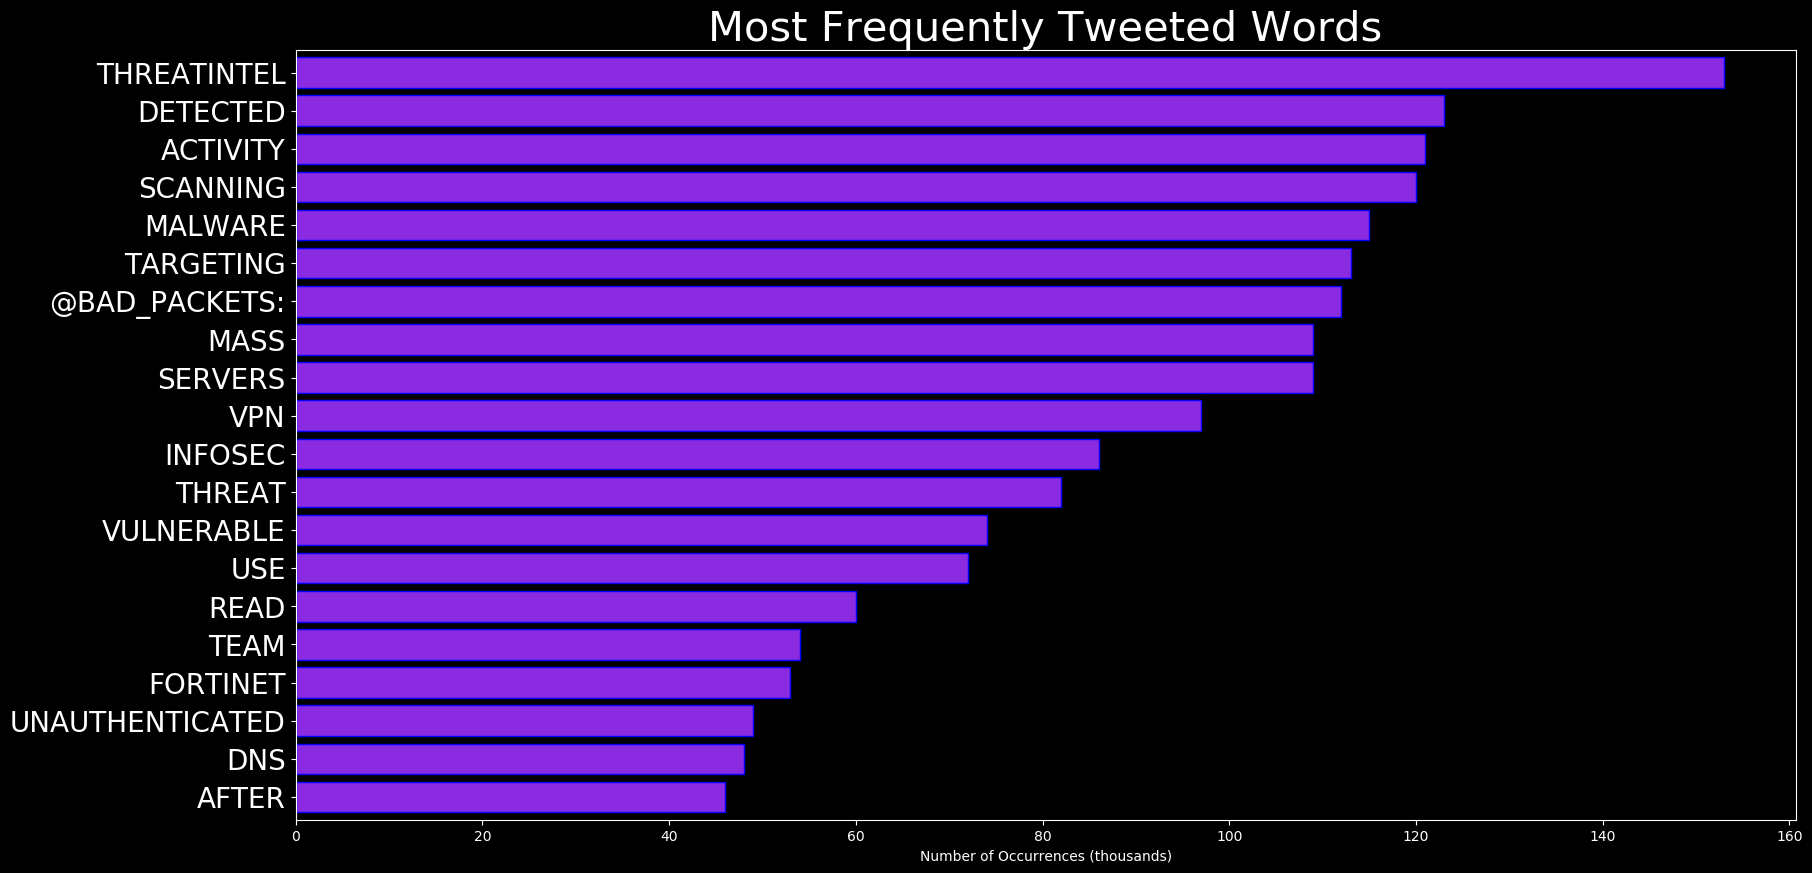 Most Frequently Tweeted Words
THREATINTEL
DETECTED
ACTIVITY
SCANNING
MALWARE
TARGETING
@BAD_PACKETS:
MASS
SERVERS
VPN
INFOSEC
THREAT
VULNERABLE
USE
READ
TEAM
FORTINET
UNAUTHENTICATED
DNS
AFTER
0 20 40 60 80 100 120 140 160
Number of Occurrences (thousands)